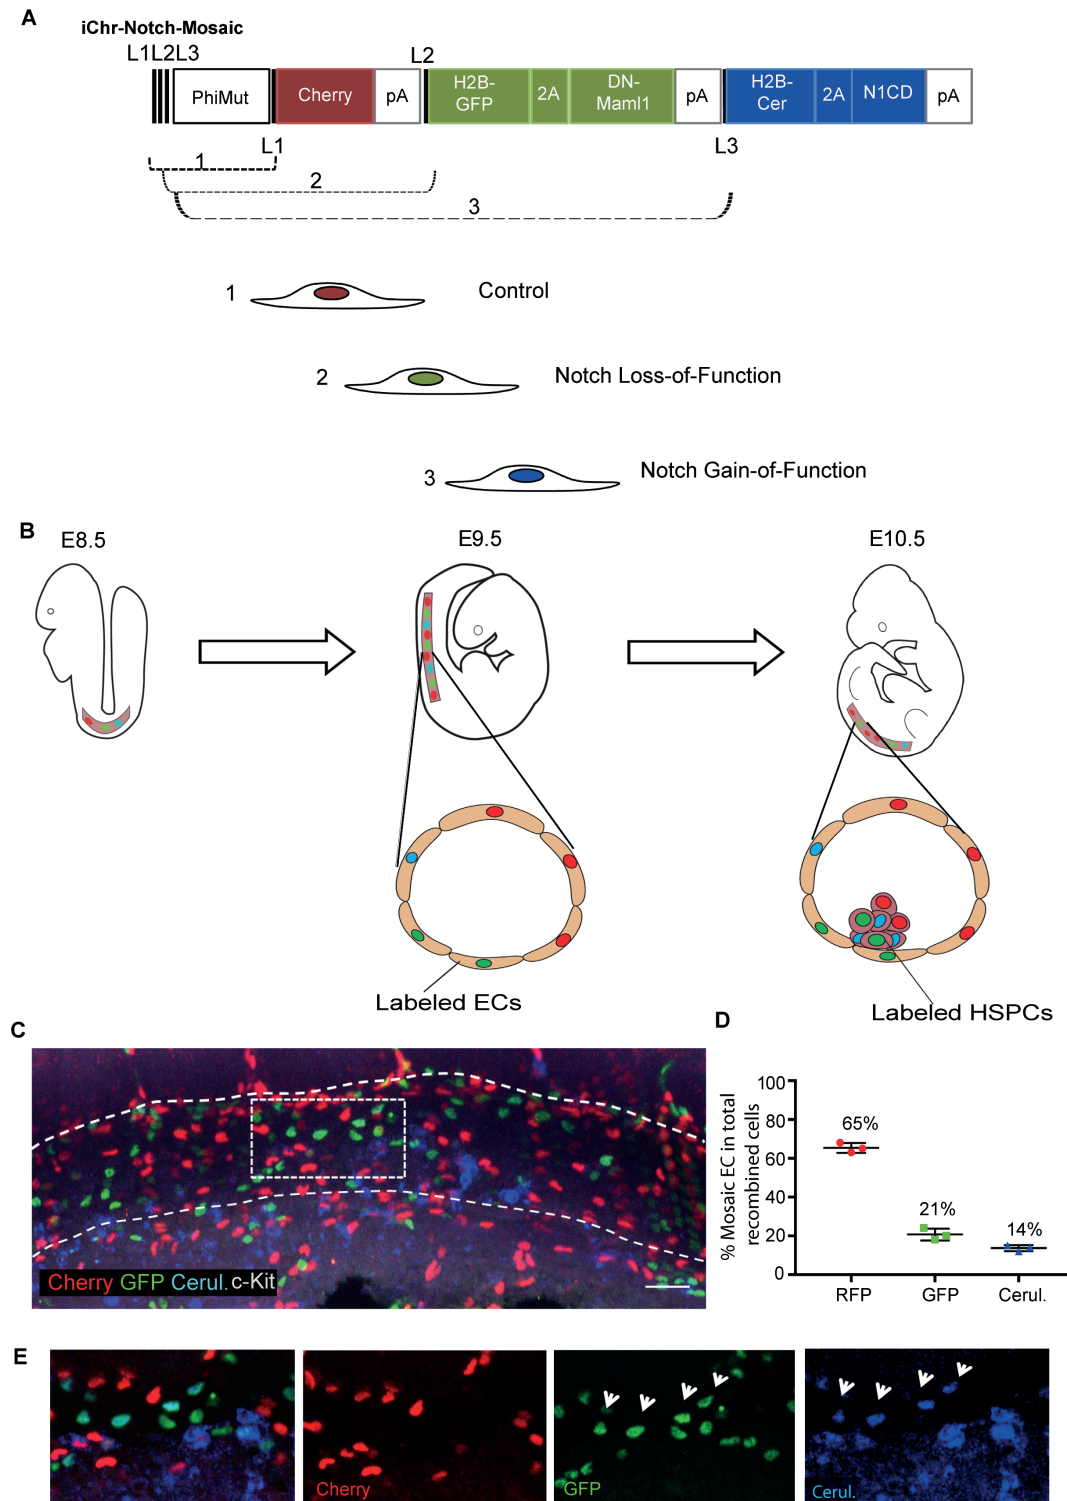 A
iChr-Notch-Mosaic
L1L2L3
L2
PhiMut
Cherry
pA
H2B-
GFP
2A
DN-
Maml1
pA
H2B-
Cer
2A
N1CD
pA
L1
L3
1
2
3
1
Control
2
Notch Loss-of-Function
3
Notch Gain-of-Function
B
E8.5
E9.5
E10.5
Labeled ECs
Labeled HSPCs
C
Cherry GFP Cerul. c-Kit
D
% Mosaic EC in total
recombined cells
100
80
60
40
20
0
65%
21%
14%
RFP
GFP
Cerul.
E
Cherry
GFP
Cerul.